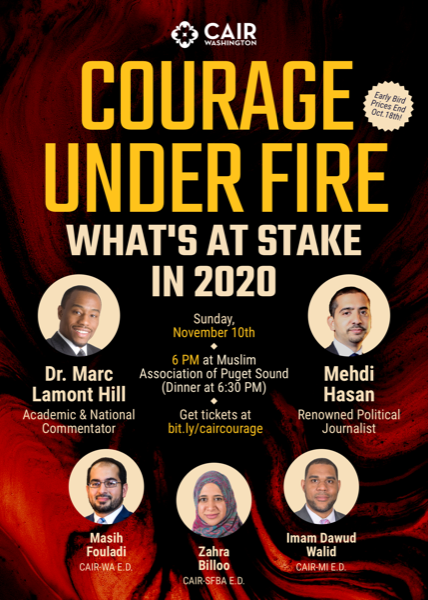 CAIR
WASHINGTON
COURAGE
UNDER FIRE
Early Bird
Prices End
Oct.18th!
WHAT'S AT STAKE
IN 2020
Sunday,
November 10th
6 PM at Muslim
Association of Puget Sound
(Dinner at 6:30 PM)
Get tickets at
bit.ly/caircourage
Dr. Marc
Lamont Hill
Academic & National
Commentator
Mehdi
Hasan
Renowned Political
Journalist
Masih
Fouladi
CAIR-WA E.D.
Zahra
Billoo
CAIR-SFBA E.D.
Imam Dawud
Walid
CAIR-MI E.D.